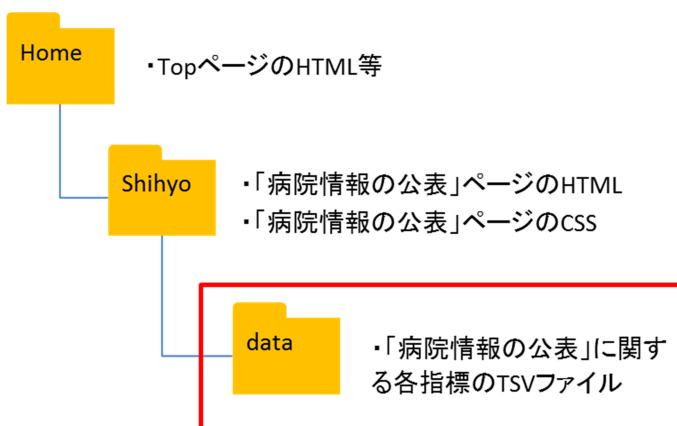 Home
・TopページのHTML等
Shihyo
・「病院情報の公表」ページのHTML
・「病院情報の公表」ページのCSS
data
・「病院情報の公表」に関す
る各指標のTSVファイル